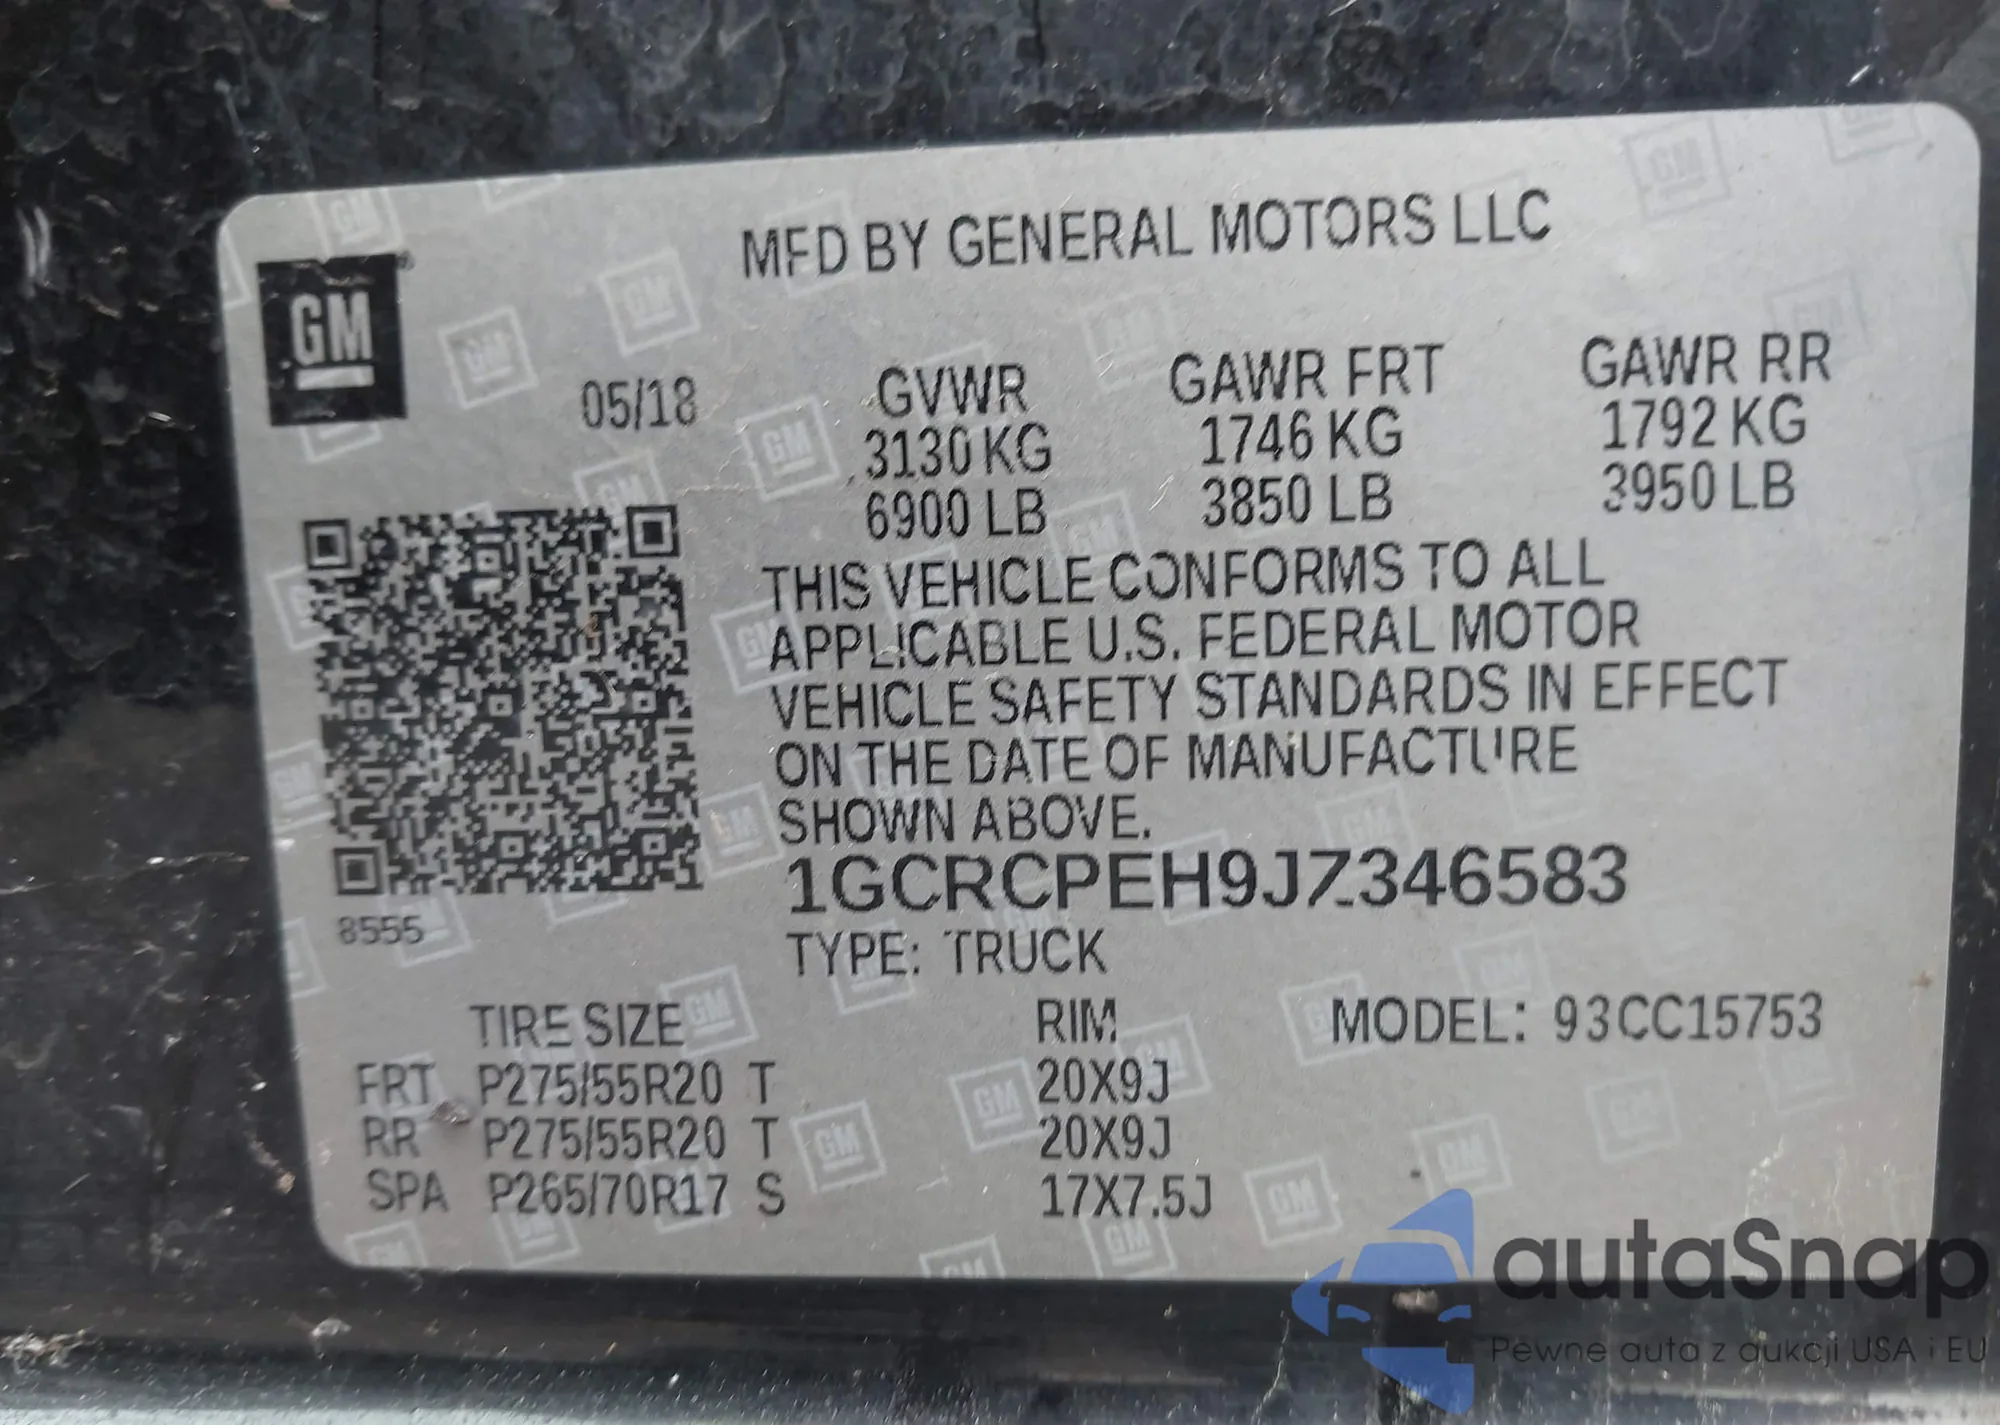 MFD BY GENERAL MOTORS LLC
GM
05/18
GVWR GAWR FRT GAWR RR
3130 KG 1746 KG 1792 KG
6900 LB 3850 LB 3950 LB
THIS VEHICLE CONFORMS TO ALL
APPLICABLE U.S. FEDERAL MOTOR
VEHICLE SAFETY STANDARDS IN EFFECT
ON THE DATE OF MANUFACTURE
SHOWN ABOVE.
1GCRCPEH9JZ346583
8555
TYPE: TRUCK
TIRE SIZE RIM MODEL: 93CC15753
FRT P275/55R20 T 20X9J
RR P275/55R20 T 20X9J
SPA P265/70R17 S 17X7.5J
autaSnap
Pewne auta z aukcji USA i EU